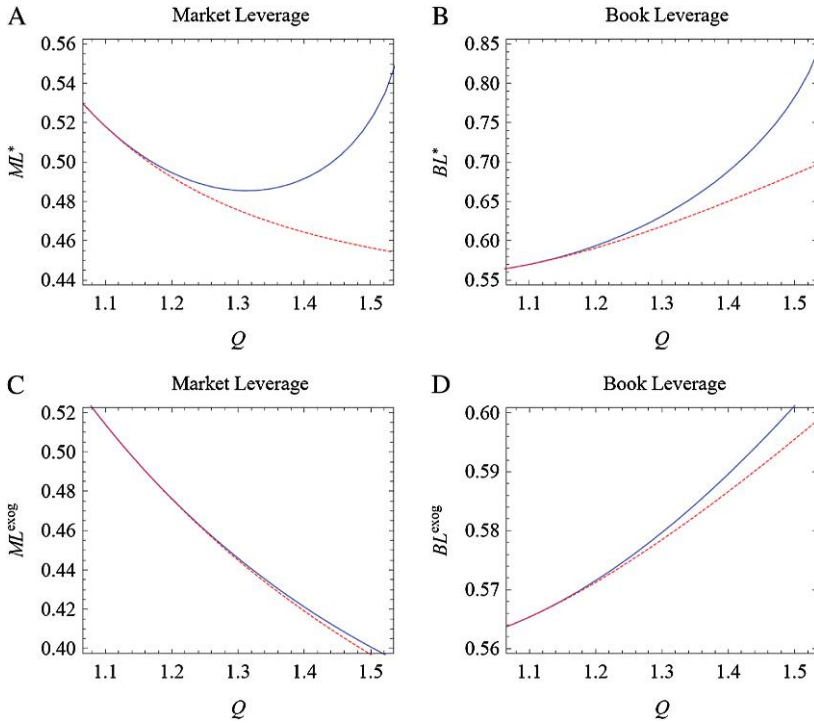 A
Market Leverage
0.56
0.54
0.52
0.50
0.48
0.46
0.44
ML*
1.1 1.2 1.3 1.4 1.5
Q
B
Book Leverage
0.85
0.80
0.75
0.70
0.65
0.60
0.55
BL*
1.1 1.2 1.3 1.4 1.5
Q
C
Market Leverage
0.52
0.50
0.48
0.46
0.44
0.42
0.40
ML^exog
1.1 1.2 1.3 1.4 1.5
Q
D
Book Leverage
0.60
0.59
0.58
0.57
0.56
BL^exog
1.1 1.2 1.3 1.4 1.5
Q